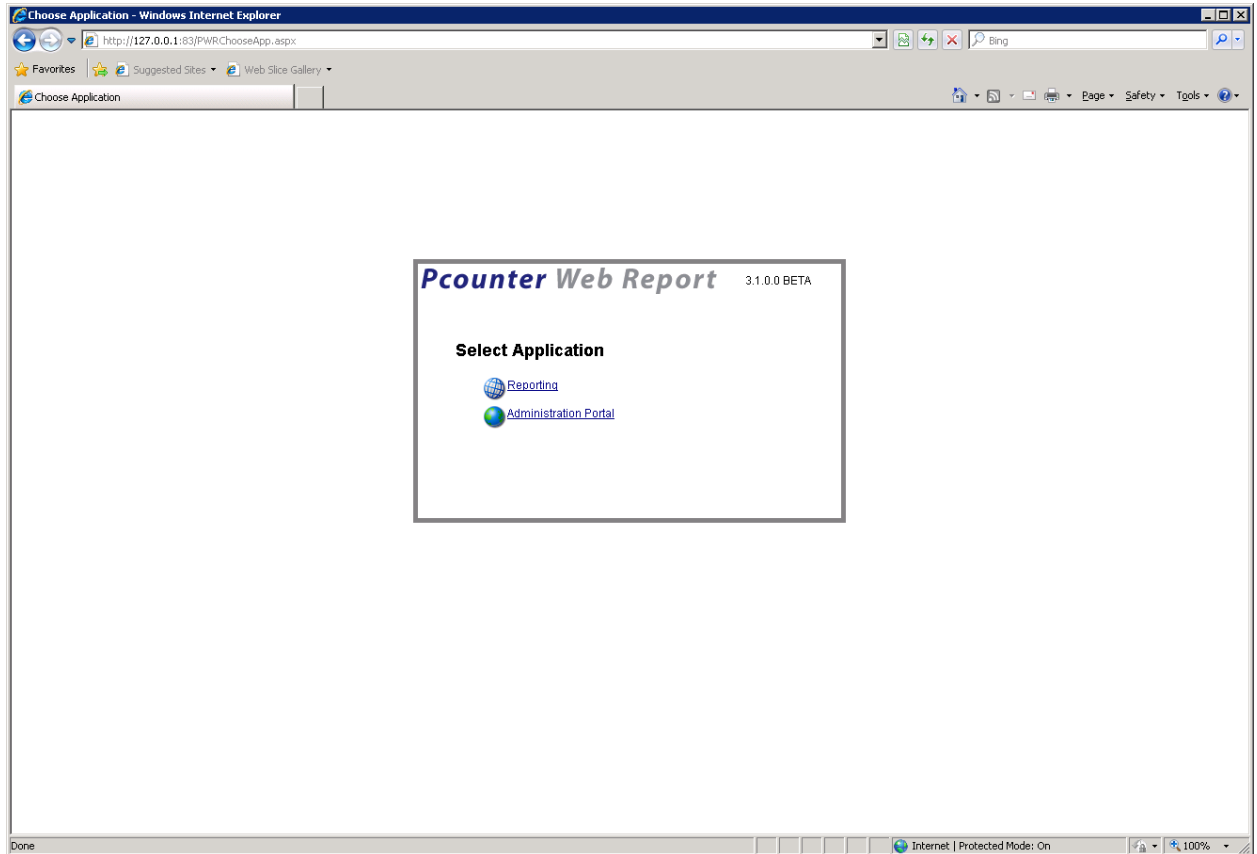 Choose Application - Windows Internet Explorer
http://127.0.0.1:83/PWRChooseApp.aspx
Bing
Favorites
Suggested Sites
Web Slice Gallery
Choose Application
Page
Safety
Tools
Pcounter Web Report
3.1.0.0 BETA
Select Application
Reporting
Administration Portal
Done
Internet | Protected Mode: On
100%